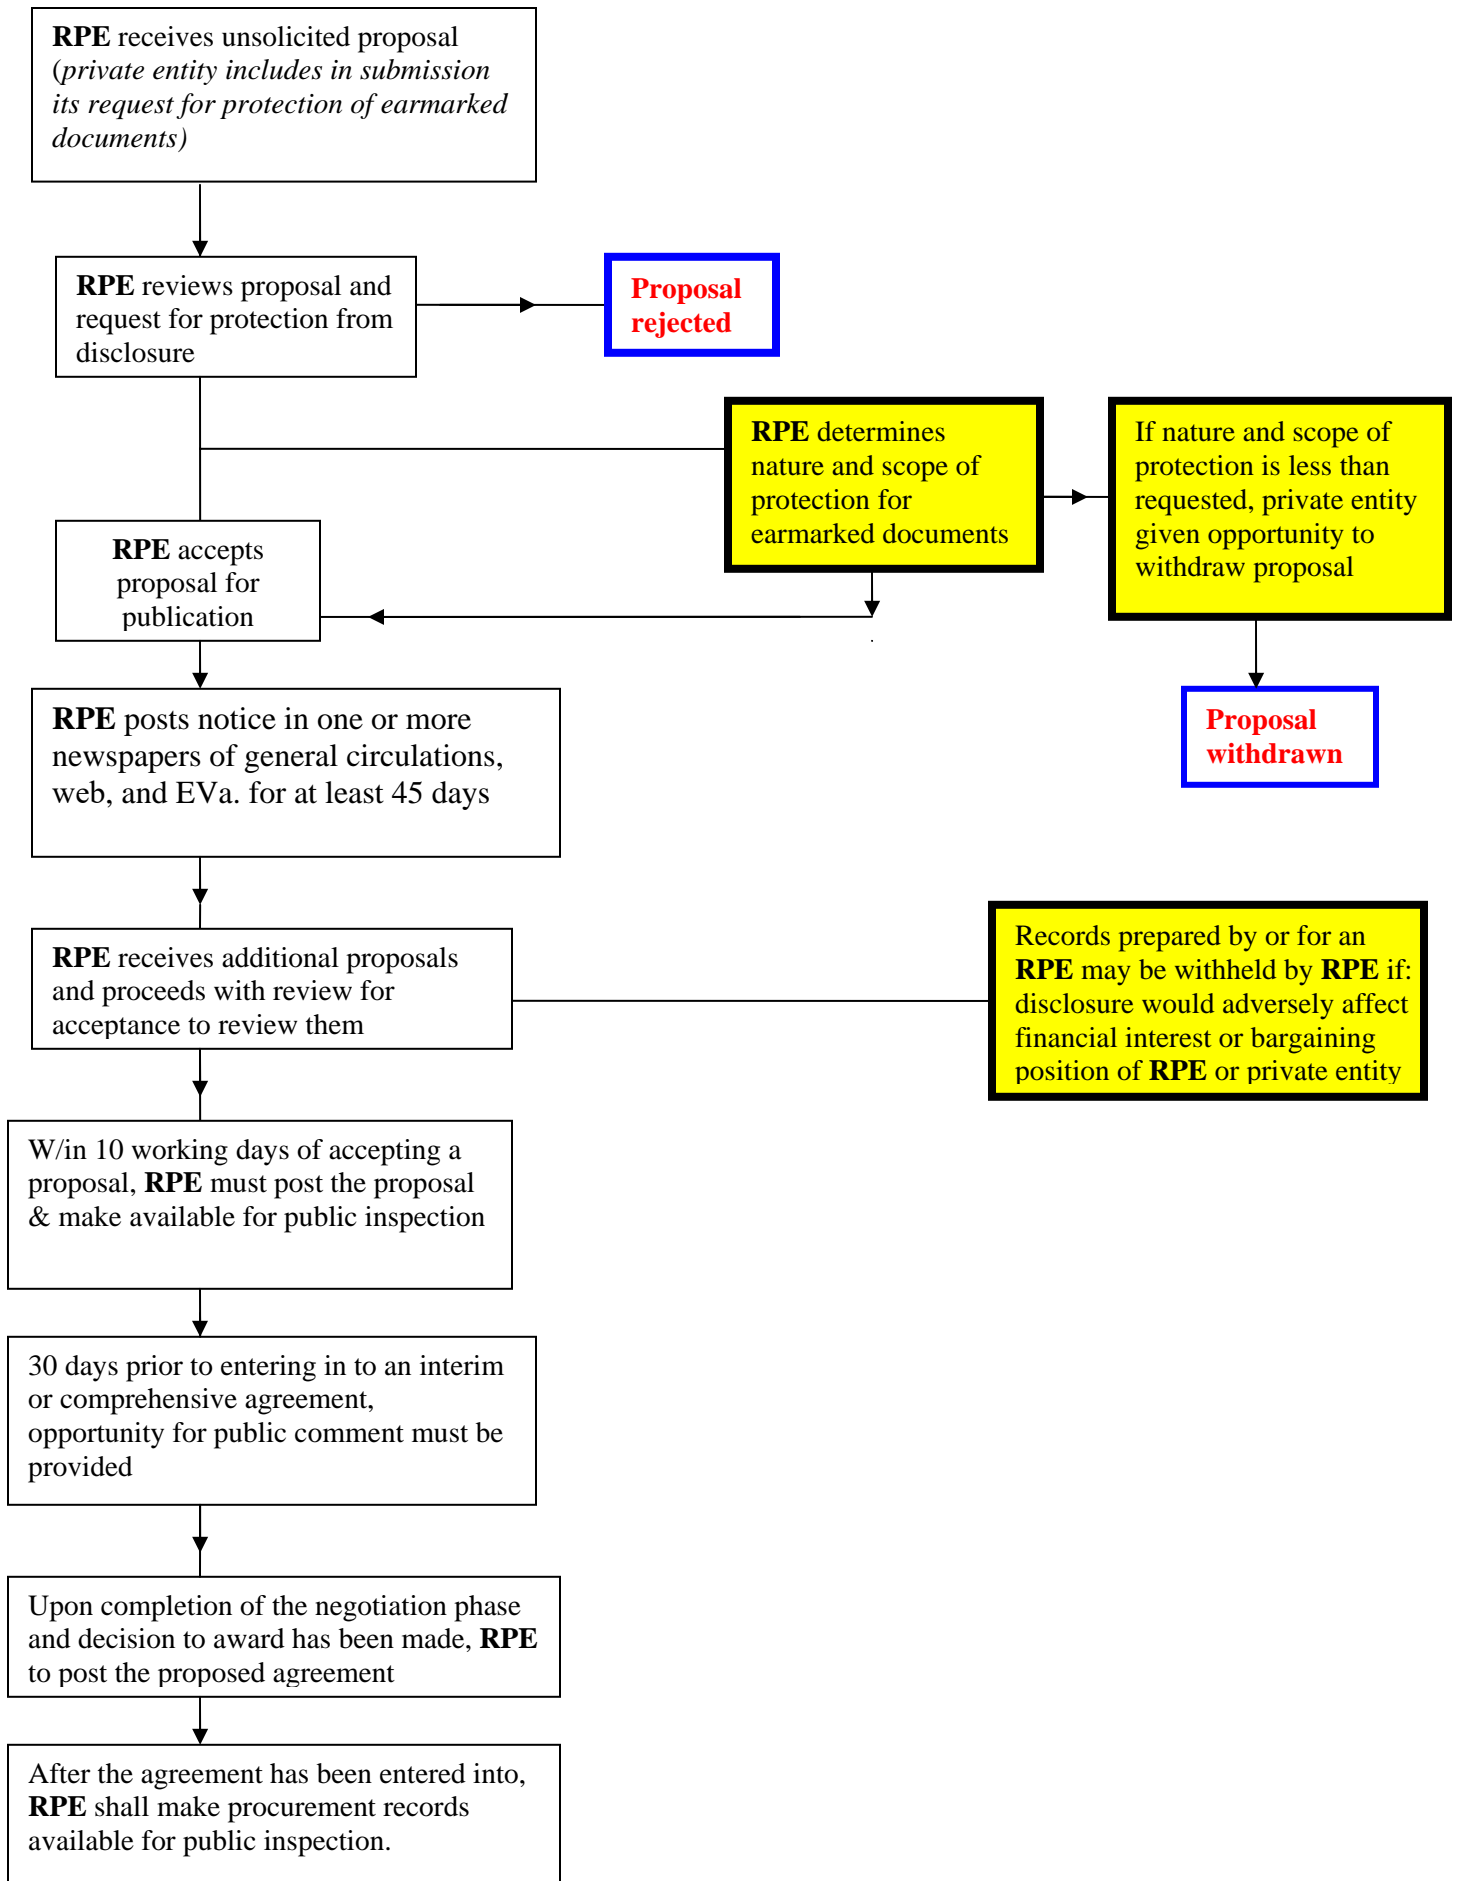 RPE receives unsolicited proposal
(private entity includes in submission
its request for protection of earmarked
documents)
RPE reviews proposal and
request for protection from
disclosure
Proposal
rejected
RPE determines
nature and scope of
protection for
earmarked documents
If nature and scope of
protection is less than
requested, private entity
given opportunity to
withdraw proposal
RPE accepts
proposal for
publication
Proposal
withdrawn
RPE posts notice in one or more
newspapers of general circulations,
web, and EVa. for at least 45 days
RPE receives additional proposals
and proceeds with review for
acceptance to review them
Records prepared by or for an
RPE may be withheld by RPE if:
disclosure would adversely affect
financial interest or bargaining
position of RPE or private entity
W/in 10 working days of accepting a
proposal, RPE must post the proposal
& make available for public inspection
30 days prior to entering in to an interim
or comprehensive agreement,
opportunity for public comment must be
provided
Upon completion of the negotiation phase
and decision to award has been made, RPE
to post the proposed agreement
After the agreement has been entered into,
RPE shall make procurement records
available for public inspection.